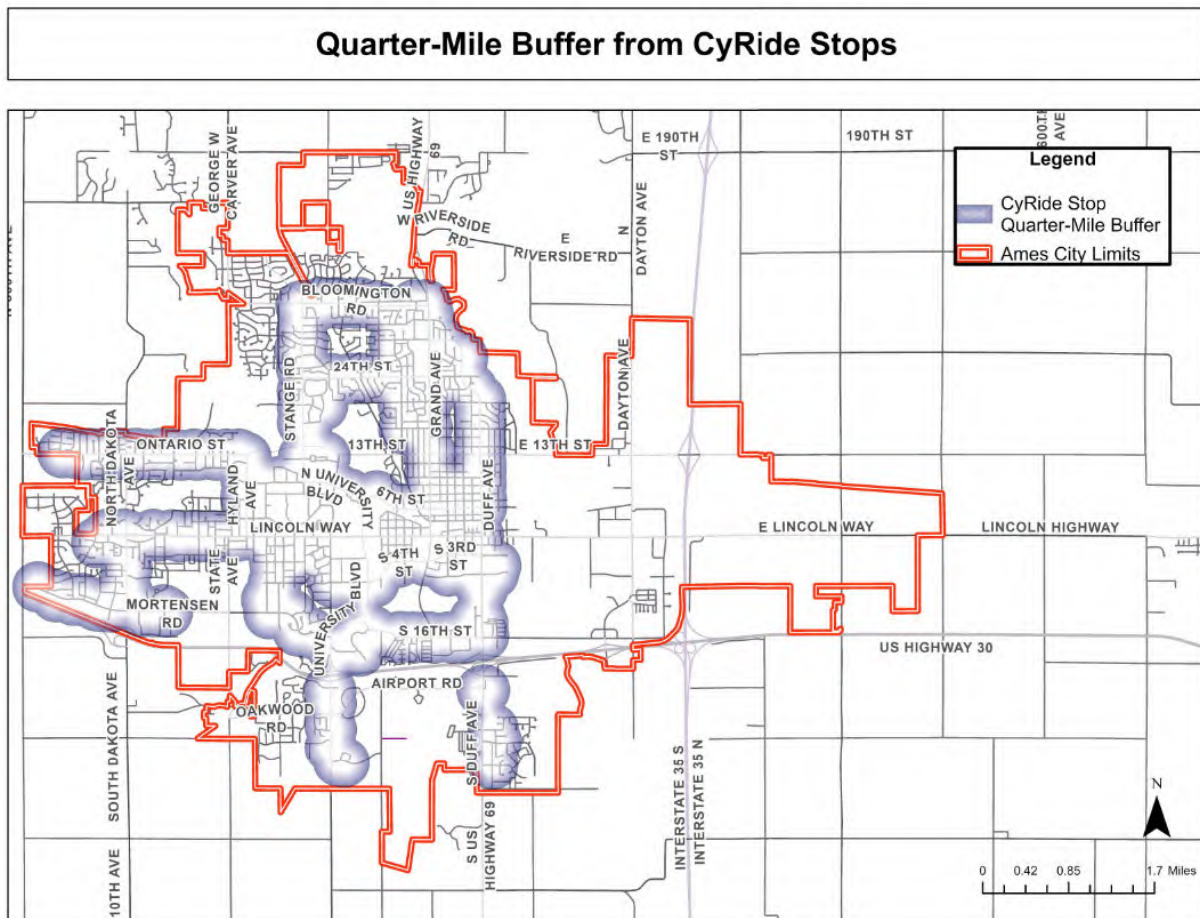 Quarter-Mile Buffer from CyRide Stops
GEORGE W
CARVER AVE
US HIGHWAY
69
E 190TH
ST
190TH ST
600TH
AVE
Legend
CyRide Stop
Quarter-Mile Buffer
Ames City Limits
W RIVERSIDE
RD
E
RIVERSIDE RD
N
DAYTON AVE
BLOOMINGTON
RD
24TH ST
STANGE RD
GRAND AVE
DAYTON AVE
NORTH DAKOTA
AVE
ONTARIO ST
13TH ST
E 13TH ST
HYLAND
AVE
N UNIVERSITY
BLVD
6TH ST
DUFF AVE
LINCOLN WAY
E LINCOLN WAY
LINCOLN HIGHWAY
STATE
AVE
S 4TH
ST
S 3RD
ST
MORTENSEN
RD
UNIVERSITY
BLVD
S 16TH ST
US HIGHWAY 30
AIRPORT RD
SOUTH DAKOTA AVE
OAKWOOD
RD
S DUFF AVE
S US
HIGHWAY 69
INTERSTATE 35 S
INTERSTATE 35 N
10TH AVE
N
0 0.42 0.85 1.7 Miles